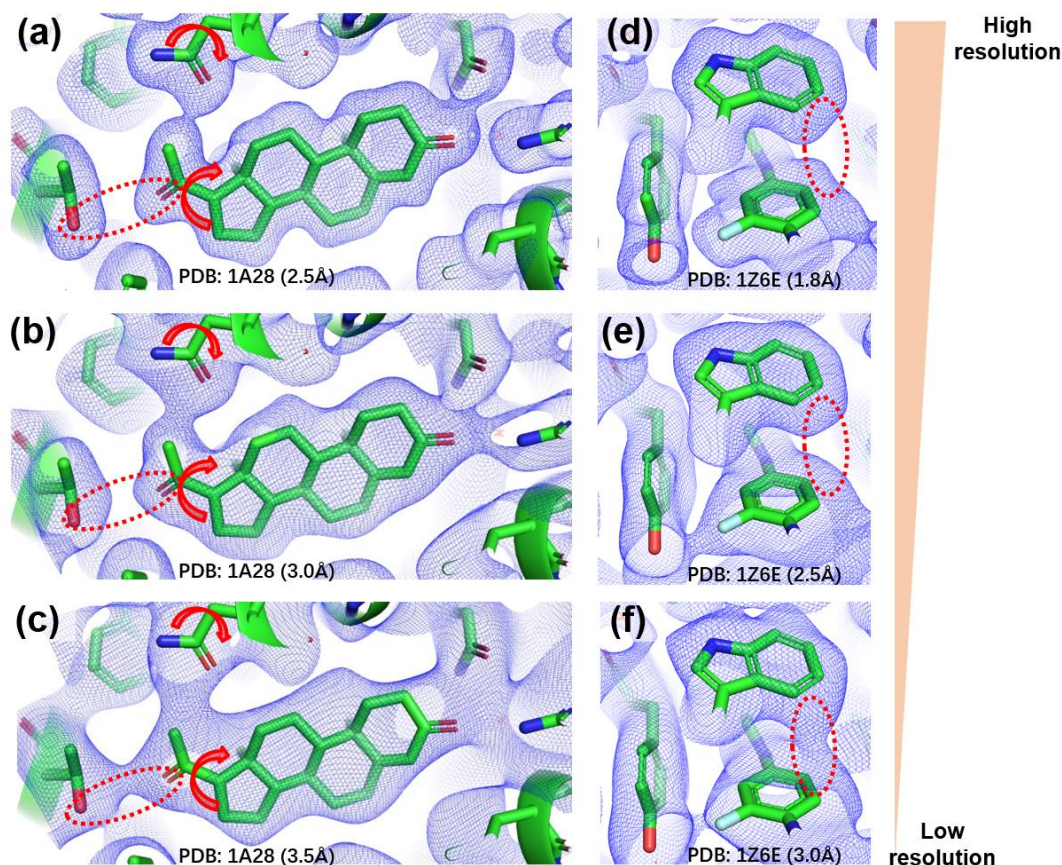 (a)
PDB: 1A28 (2.5Å)
(b)
PDB: 1A28 (3.0Å)
(c)
PDB: 1A28 (3.5Å)
(d)
PDB: 1Z6E (1.8Å)
(e)
PDB: 1Z6E (2.5Å)
(f)
PDB: 1Z6E (3.0Å)
High
resolution
Low
resolution